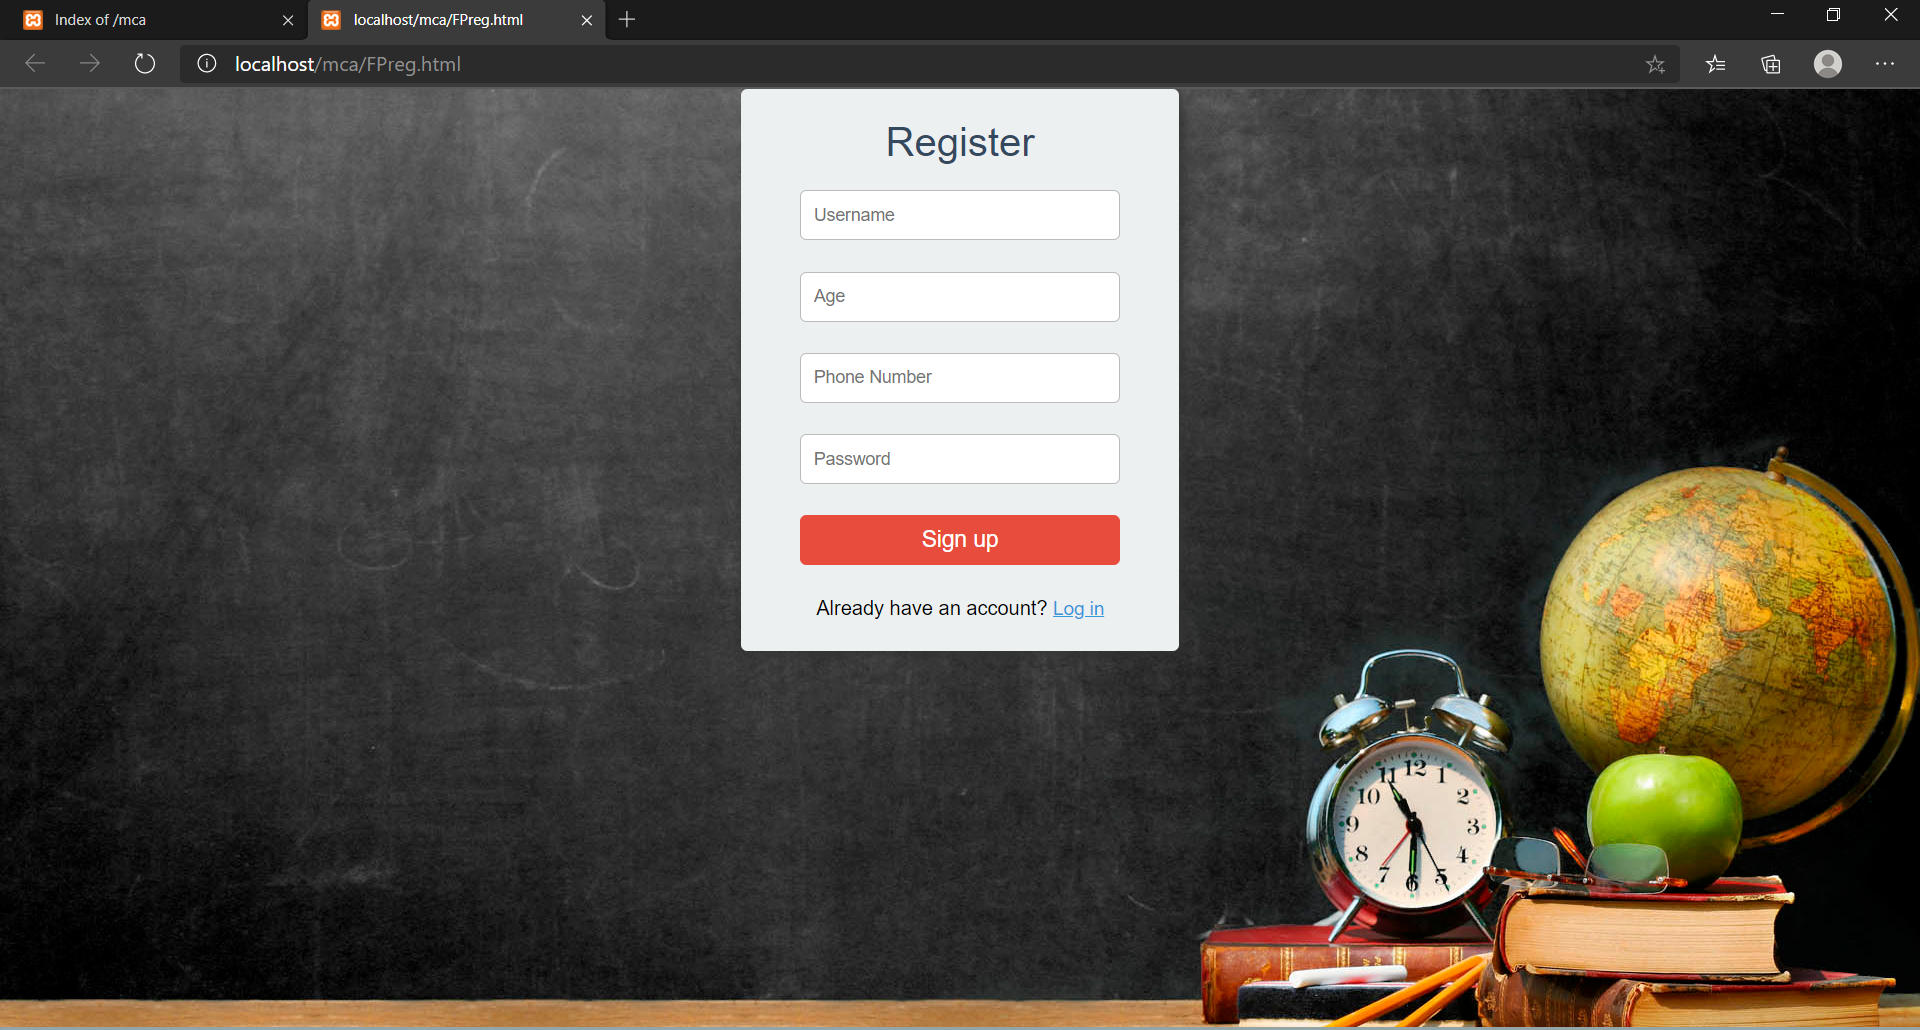 Index of /mca
localhost/mca/FPreg.html
localhost/mca/FPreg.html
Register
Username
Age
Phone Number
Password
Sign up
Already have an account? Log in
11 12 1
10 2
9 3
8 4
7 6 5